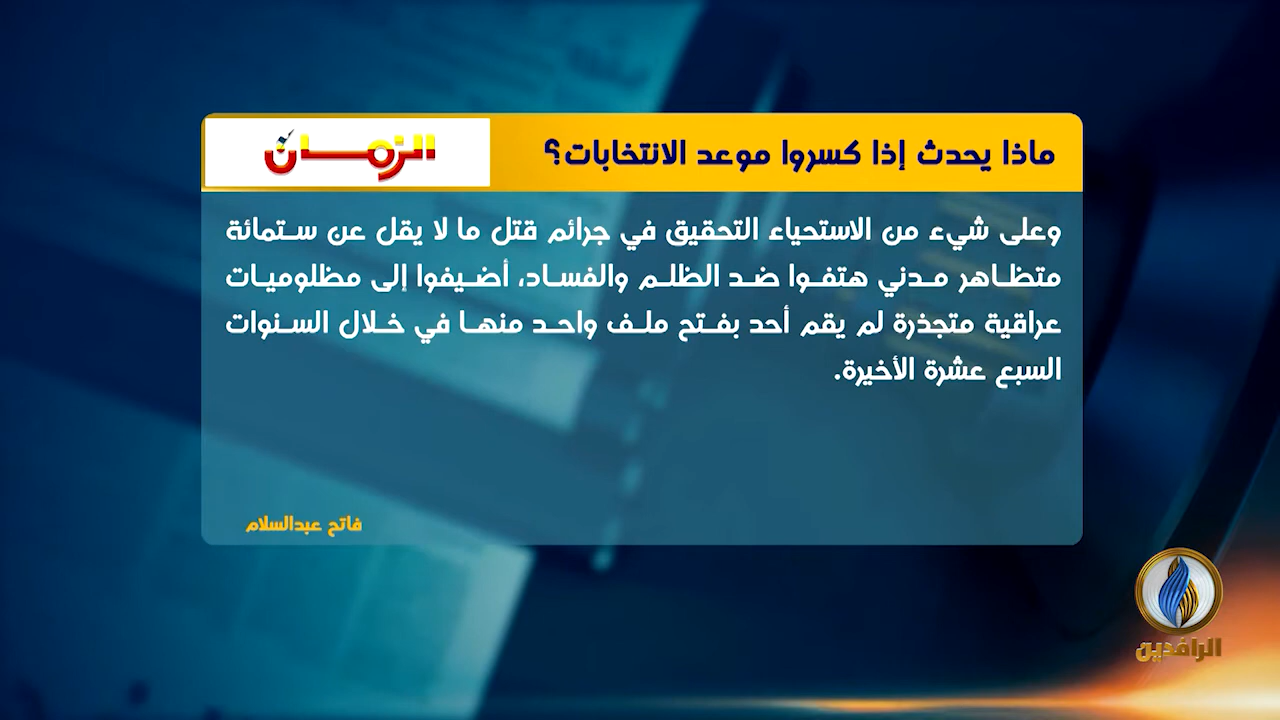 ماذا يحدث إذا كسروا موعد الانتخابات؟
الزمان
وعلى شيء من الاستحياء التحقيق في جرائم قتل ما لا يقل عن ستمائة
متظاهر مدني هتفوا ضد الظلم والفساد، أضيفوا إلى مظلوميات
عراقية متجذرة لم يقم أحد بفتح ملف واحد منها في خلال السنوات
السبع عشرة الأخيرة.
فاتح عبدالسلام
الرافدين